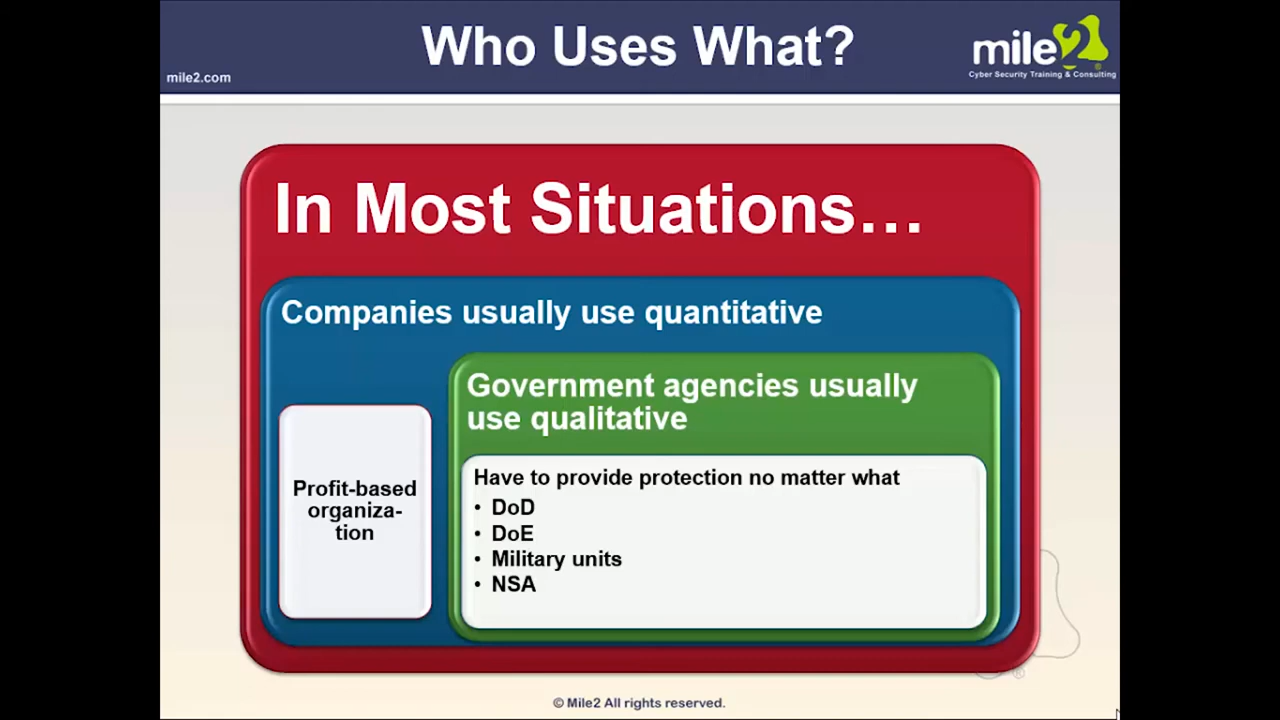 Who Uses What?
mile2.com
mile2
Cyber Security Training & Consulting
In Most Situations…
Companies usually use quantitative
Profit-based
organiza-
tion
Government agencies usually
use qualitative
Have to provide protection no matter what
• DoD
• DoE
• Military units
• NSA
®
© Mile2 All rights reserved.